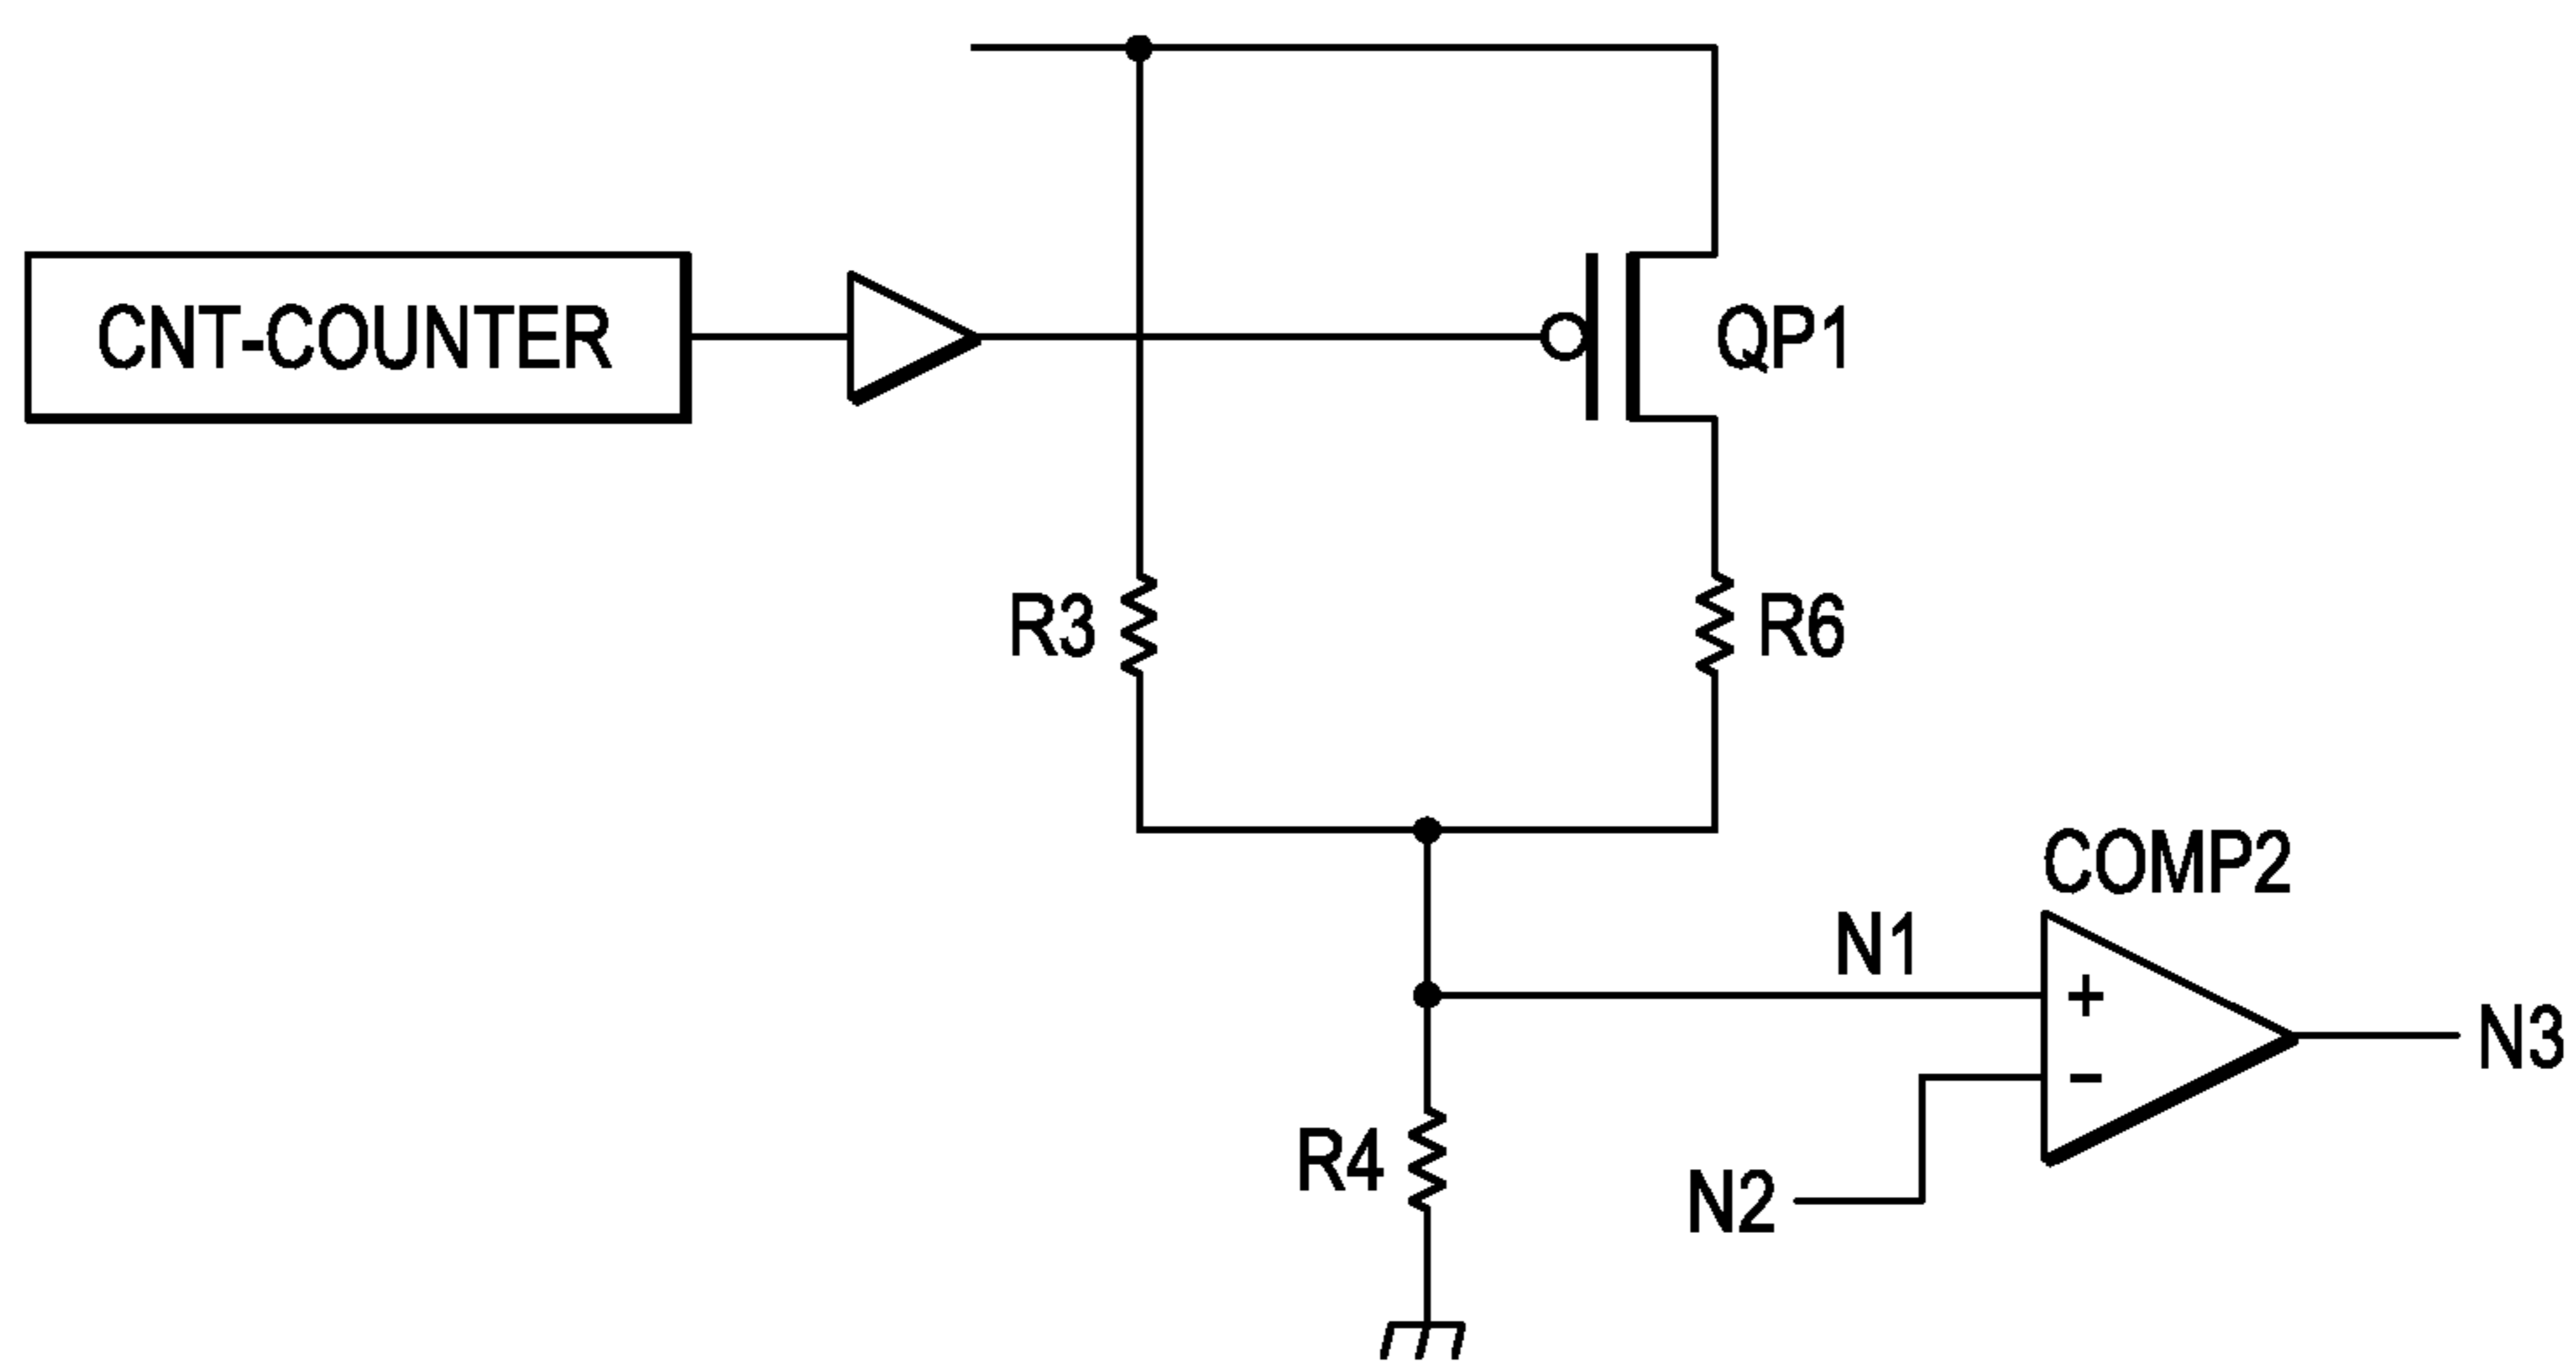 CNT-COUNTER
QP1
R3
R6
COMP2
N1
+
-
N3
R4
N2